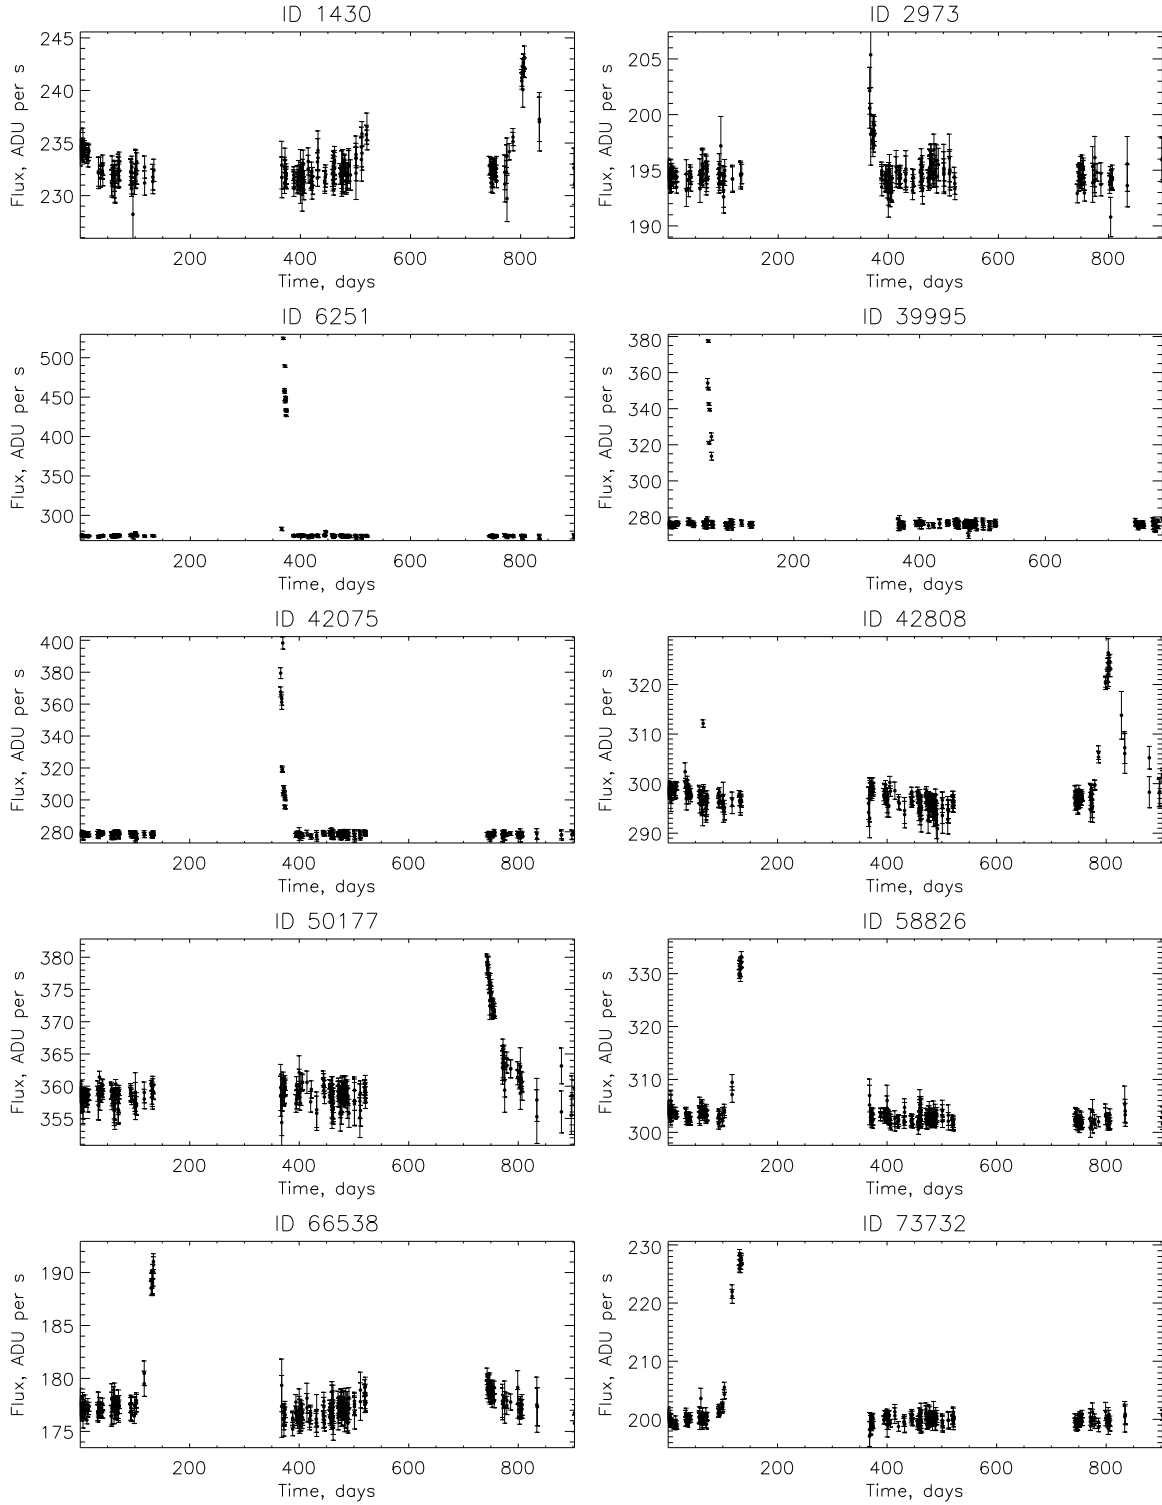 ID 1430
Flux, ADU per s
245
240
235
230
200 400 600 800
Time, days
ID 2973
Flux, ADU per s
205
200
195
190
200 400 600 800
Time, days
ID 6251
Flux, ADU per s
500
450
400
350
300
200 400 600 800
Time, days
ID 39995
Flux, ADU per s
380
360
340
320
300
280
200 400 600
Time, days
ID 42075
Flux, ADU per s
400
380
360
340
320
300
280
200 400 600 800
Time, days
ID 42808
Flux, ADU per s
320
310
300
290
200 400 600 800
Time, days
ID 50177
Flux, ADU per s
380
375
370
365
360
355
200 400 600 800
Time, days
ID 58826
Flux, ADU per s
330
320
310
300
200 400 600 800
Time, days
ID 66538
Flux, ADU per s
190
185
180
175
200 400 600 800
Time, days
ID 73732
Flux, ADU per s
230
220
210
200
200 400 600 800
Time, days